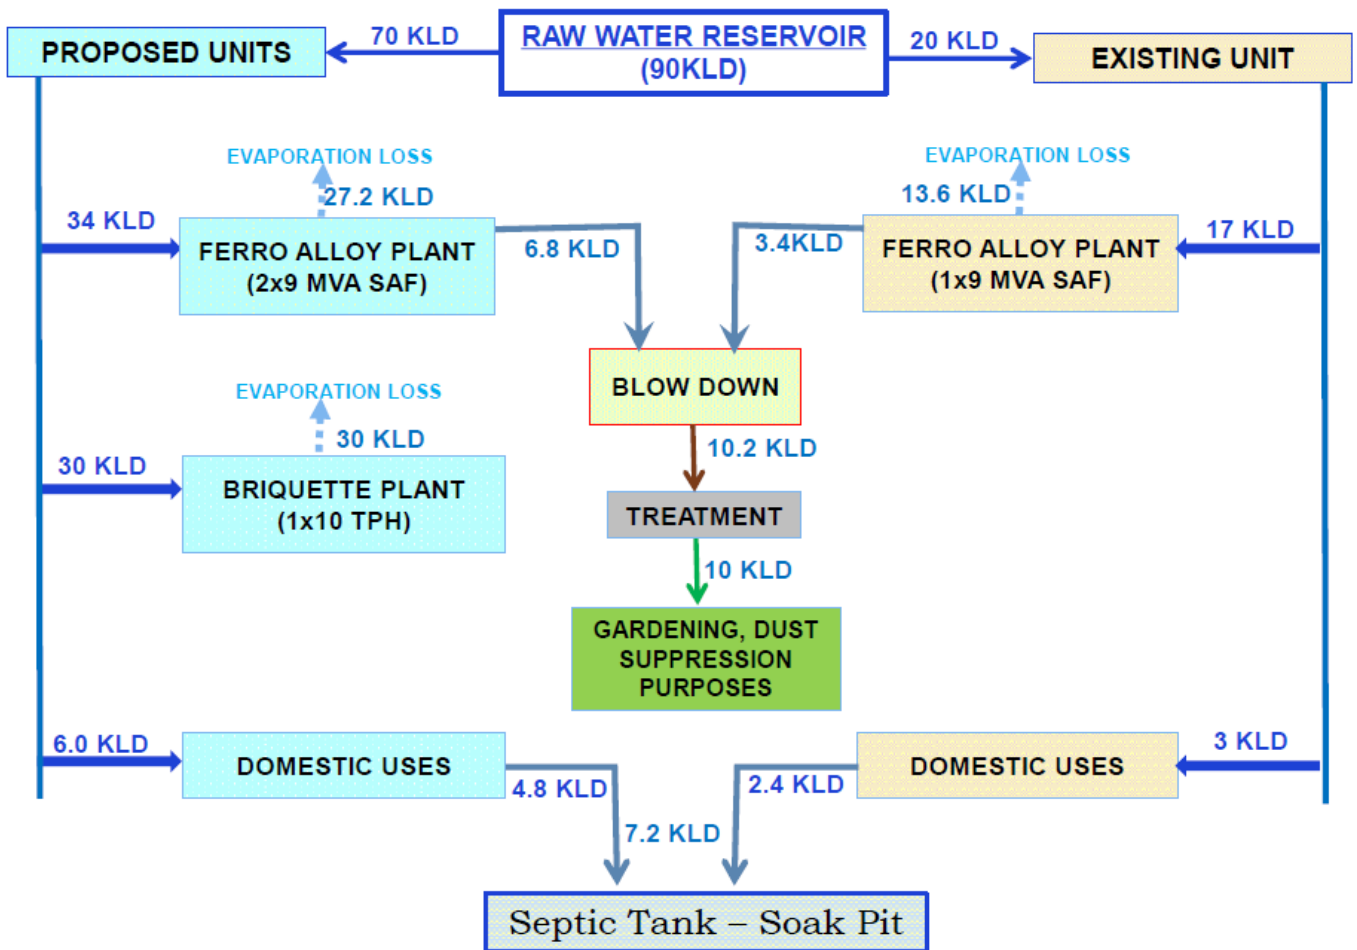 70 KLD
RAW WATER RESERVOIR
(90KLD)
20 KLD
PROPOSED UNITS
EXISTING UNIT
EVAPORATION LOSS
27.2 KLD
34 KLD
FERRO ALLOY PLANT
(2x9 MVA SAF)
6.8 KLD
EVAPORATION LOSS
13.6 KLD
3.4KLD
FERRO ALLOY PLANT
(1x9 MVA SAF)
17 KLD
BLOW DOWN
10.2 KLD
TREATMENT
10 KLD
GARDENING, DUST
SUPPRESSION
PURPOSES
EVAPORATION LOSS
30 KLD
30 KLD
BRIQUETTE PLANT
(1x10 TPH)
6.0 KLD
DOMESTIC USES
4.8 KLD
3 KLD
DOMESTIC USES
2.4 KLD
7.2 KLD
Septic Tank – Soak Pit